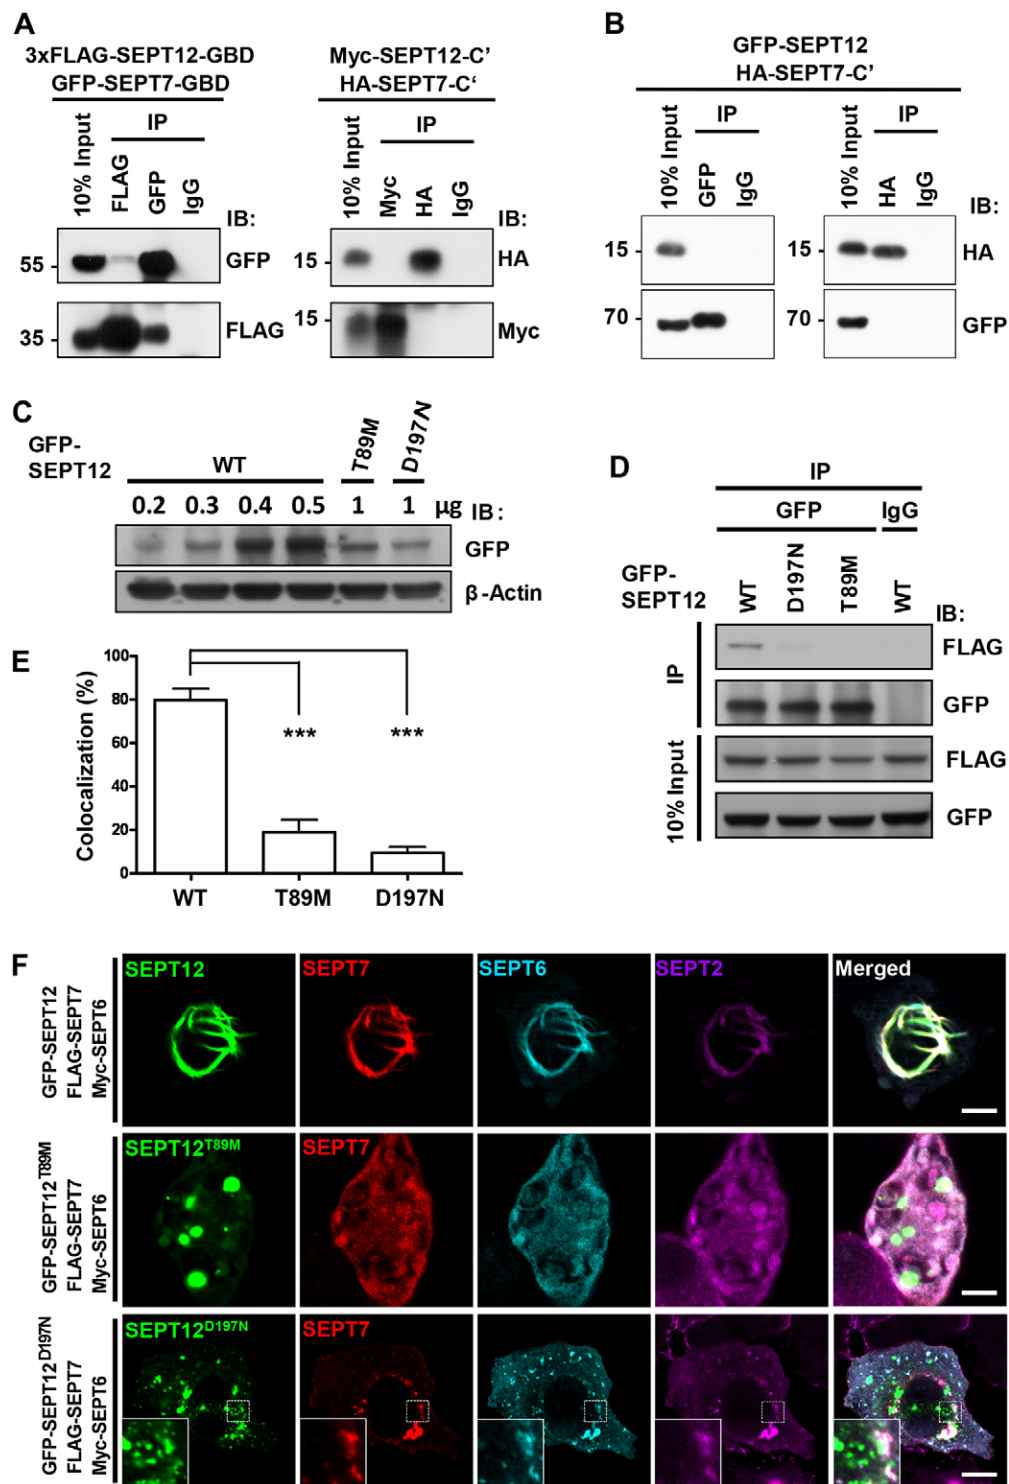 A
3xFLAG-SEPT12-GBD
GFP-SEPT7-GBD
IP
10% Input
FLAG
GFP
IgG
IB:
55
GFP
35
FLAG
Myc-SEPT12-C'
HA-SEPT7-C'
IP
10% Input
Myc
HA
IgG
IB:
15
HA
15
Myc
B
GFP-SEPT12
HA-SEPT7-C'
IP
10% Input
GFP
IgG
15
70
IP
10% Input
HA
IgG
IB:
15
HA
70
GFP
C
GFP-
SEPT12
WT
T89M
D197N
0.2 0.3 0.4 0.5 1 1 µg IB:
GFP
β-Actin
D
IP
GFP IgG
GFP-
SEPT12
WT
D197N
T89M
WT
IB:
IP
FLAG
GFP
10% Input
FLAG
GFP
E
Colocalization (%)
100
80
60
40
20
0
*** ***
WT T89M D197N
F
GFP-SEPT12
FLAG-SEPT7
Myc-SEPT6
SEPT12 SEPT7 SEPT6 SEPT2 Merged
GFP-SEPT12T89M
FLAG-SEPT7
Myc-SEPT6
SEPT12T89M SEPT7
GFP-SEPT12D197N
FLAG-SEPT7
Myc-SEPT6
SEPT12D197N SEPT7